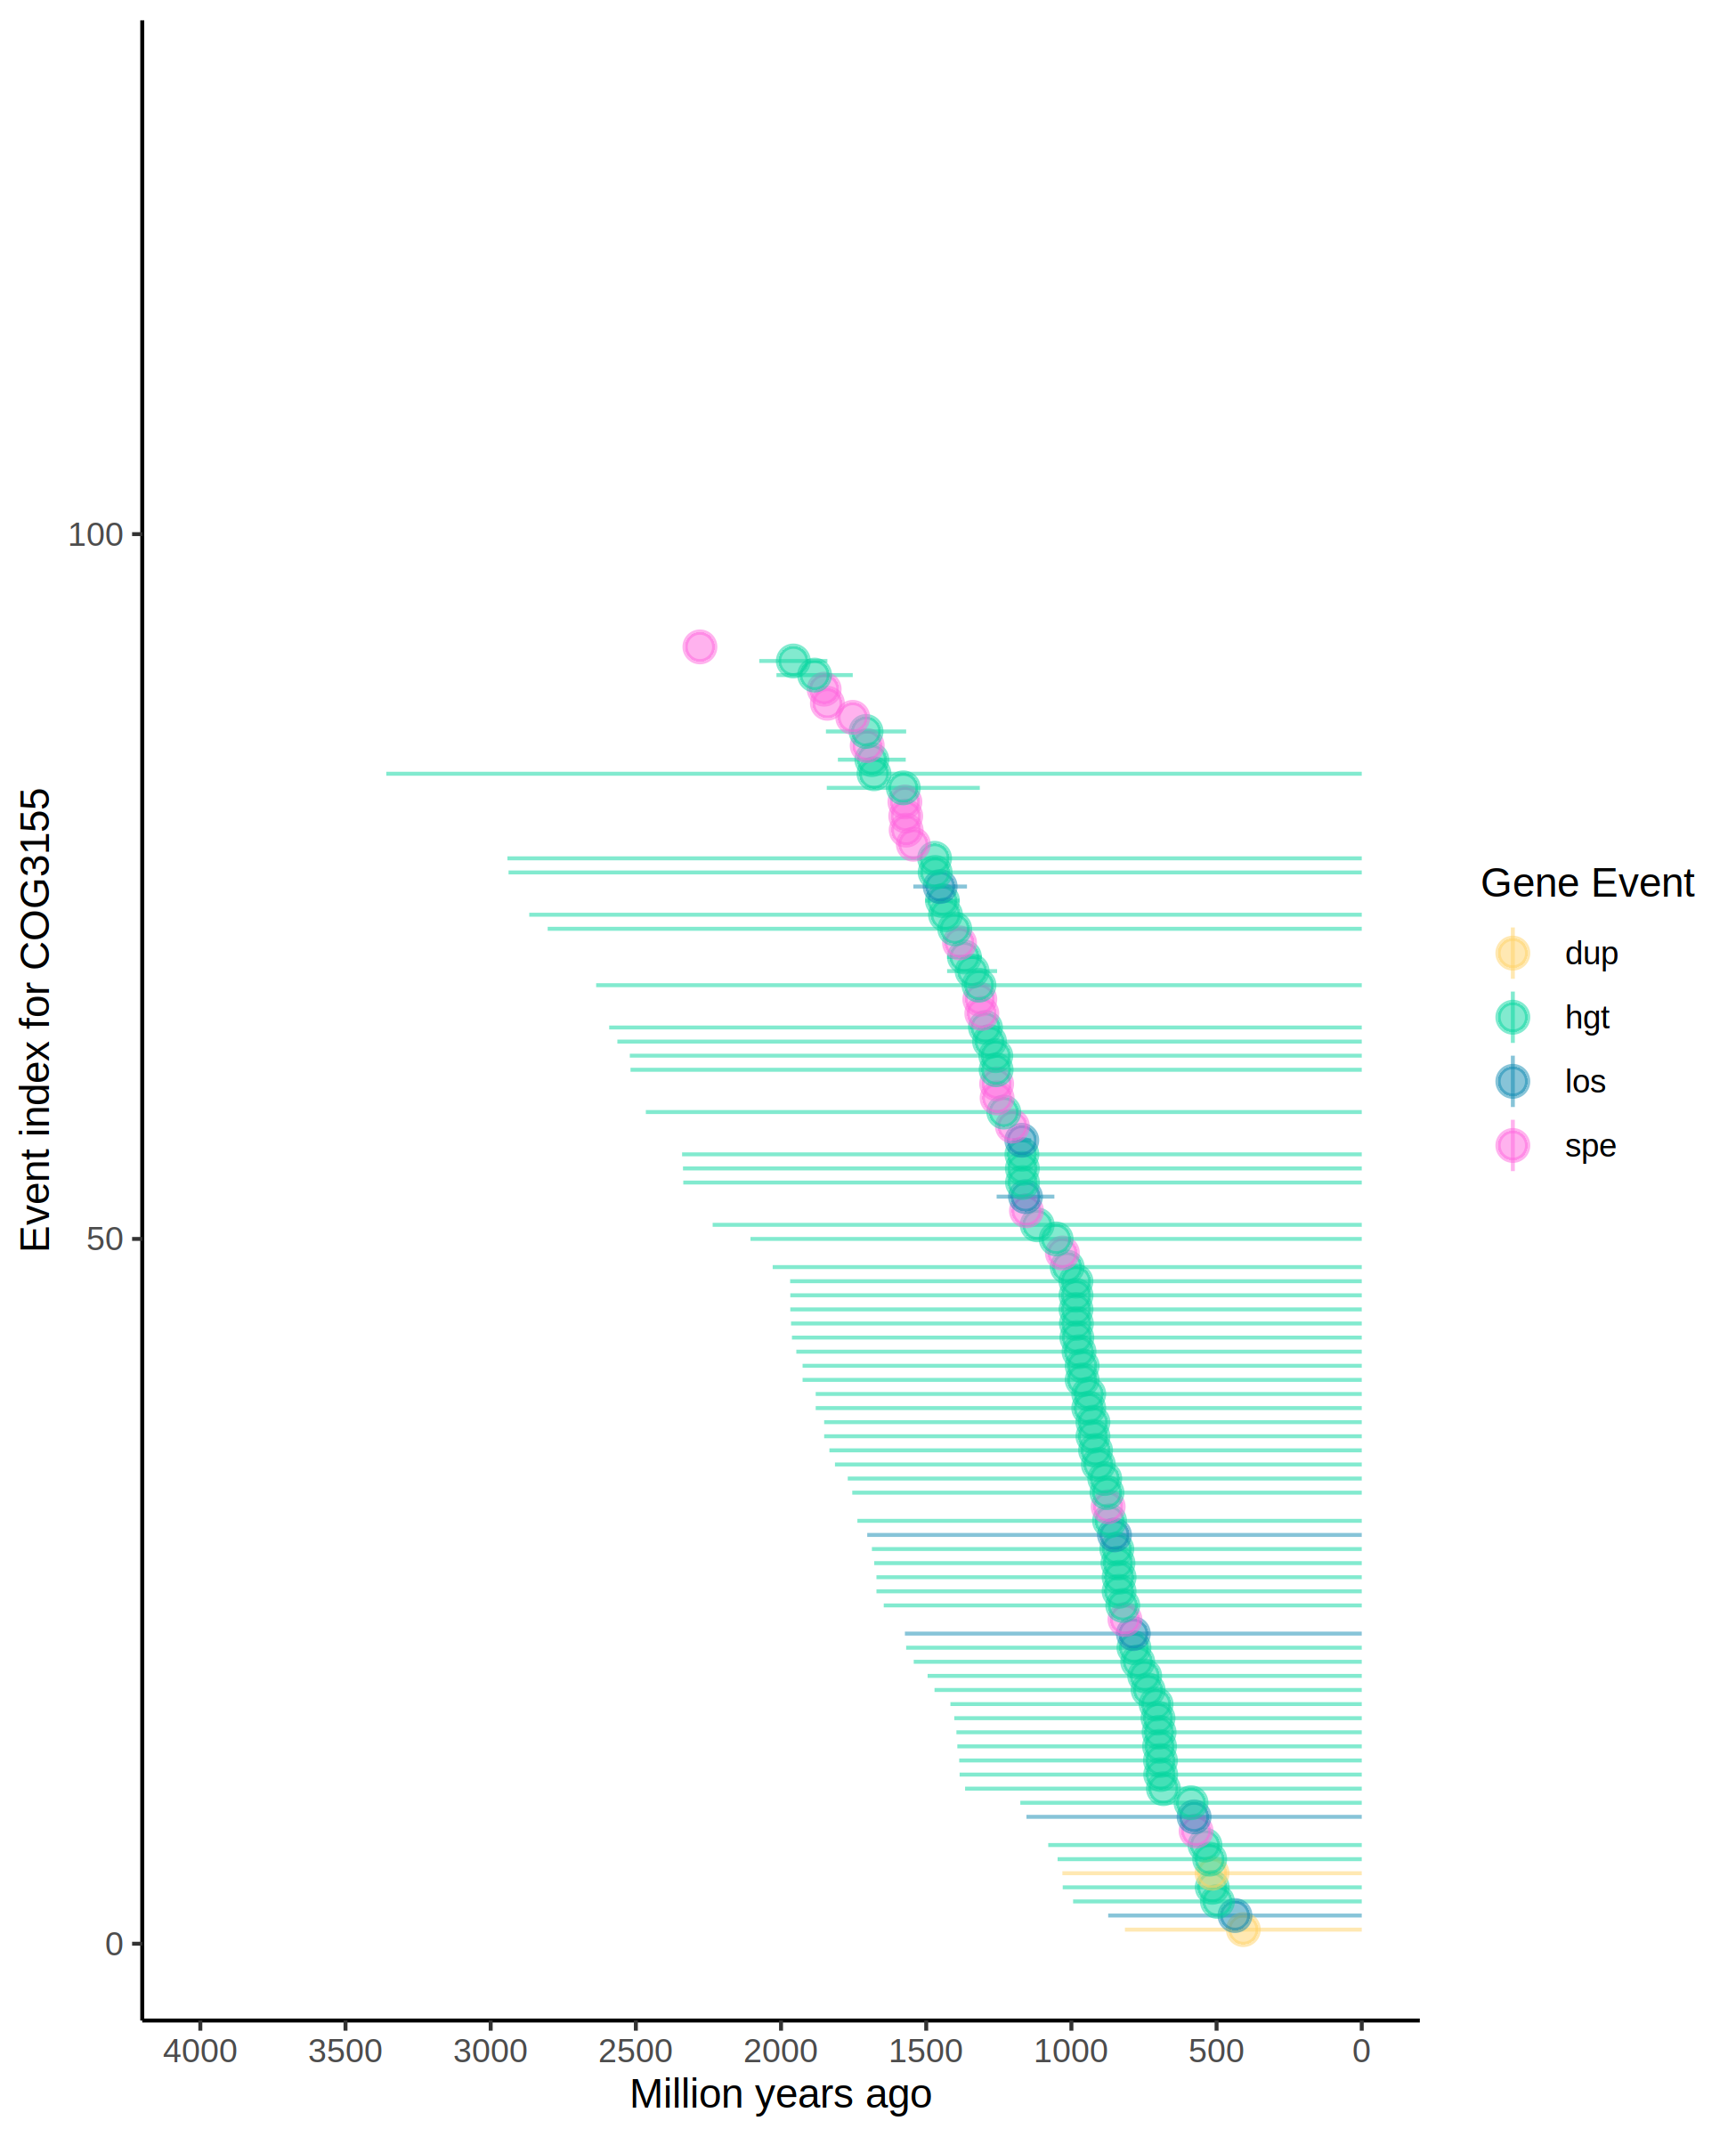 Event index for COG3155
100
50
0
4000 3500 3000 2500 2000 1500 1000 500 0
Million years ago
Gene Event
dup
hgt
los
spe